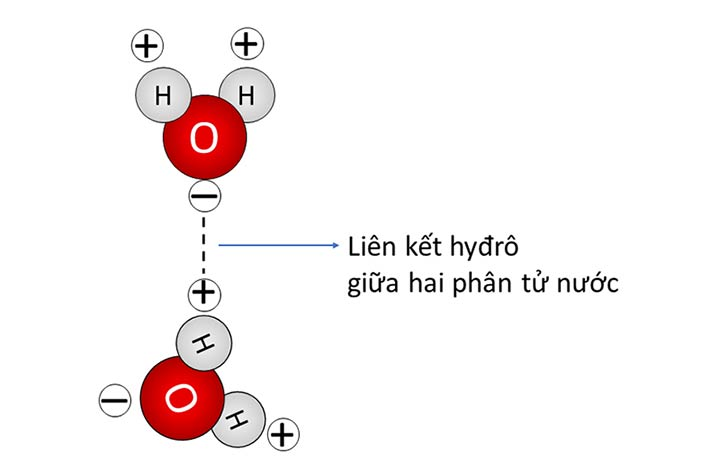 + +
H H
O
−
Liên kết hyđrô
giữa hai phân tử nước
+
H
− O
H +